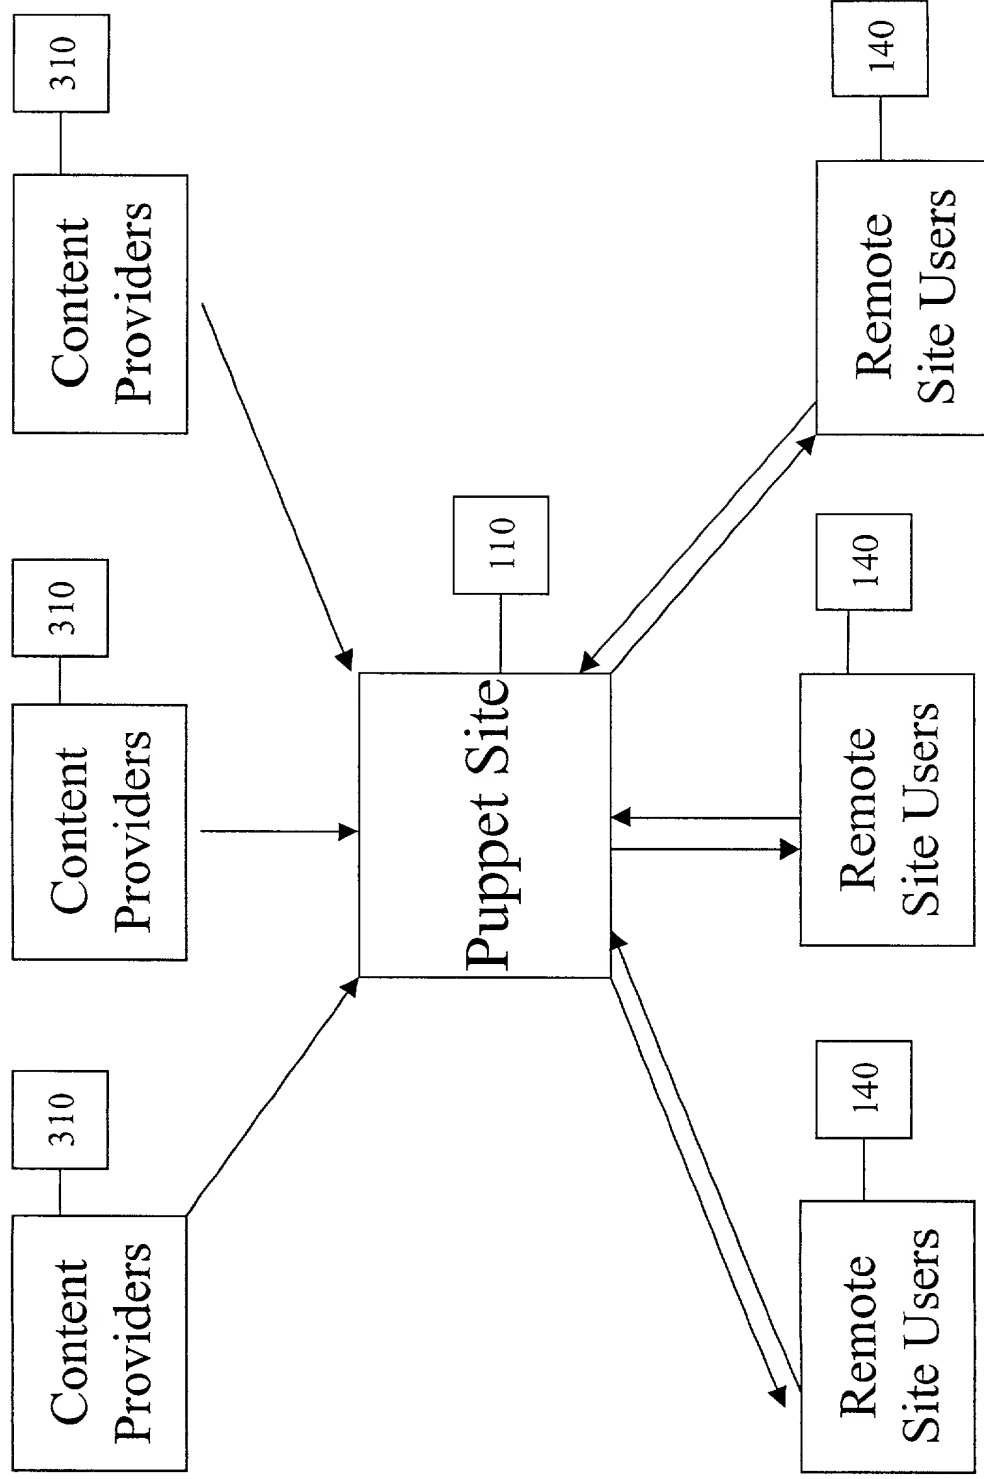 Content
Providers
310
Content
Providers
310
Content
Providers
310
Puppet Site
110
Remote
Site Users
140
Remote
Site Users
140
Remote
Site Users
140